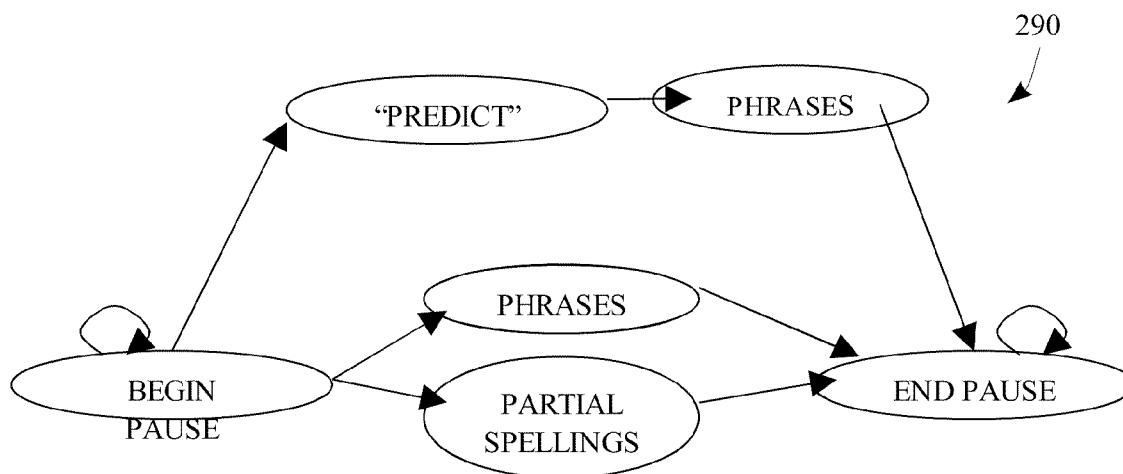 290
“PREDICT”
PHRASES
PHRASES
BEGIN
PAUSE
PARTIAL
SPELLINGS
END PAUSE